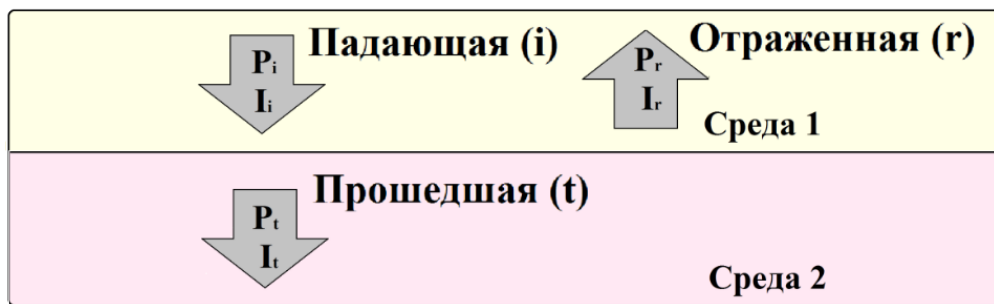 Падающая (i)
Pᵢ
Iᵢ
Отраженная (r)
Pᵣ
Iᵣ
Среда 1
Прошедшая (t)
Pₜ
Iₜ
Среда 2